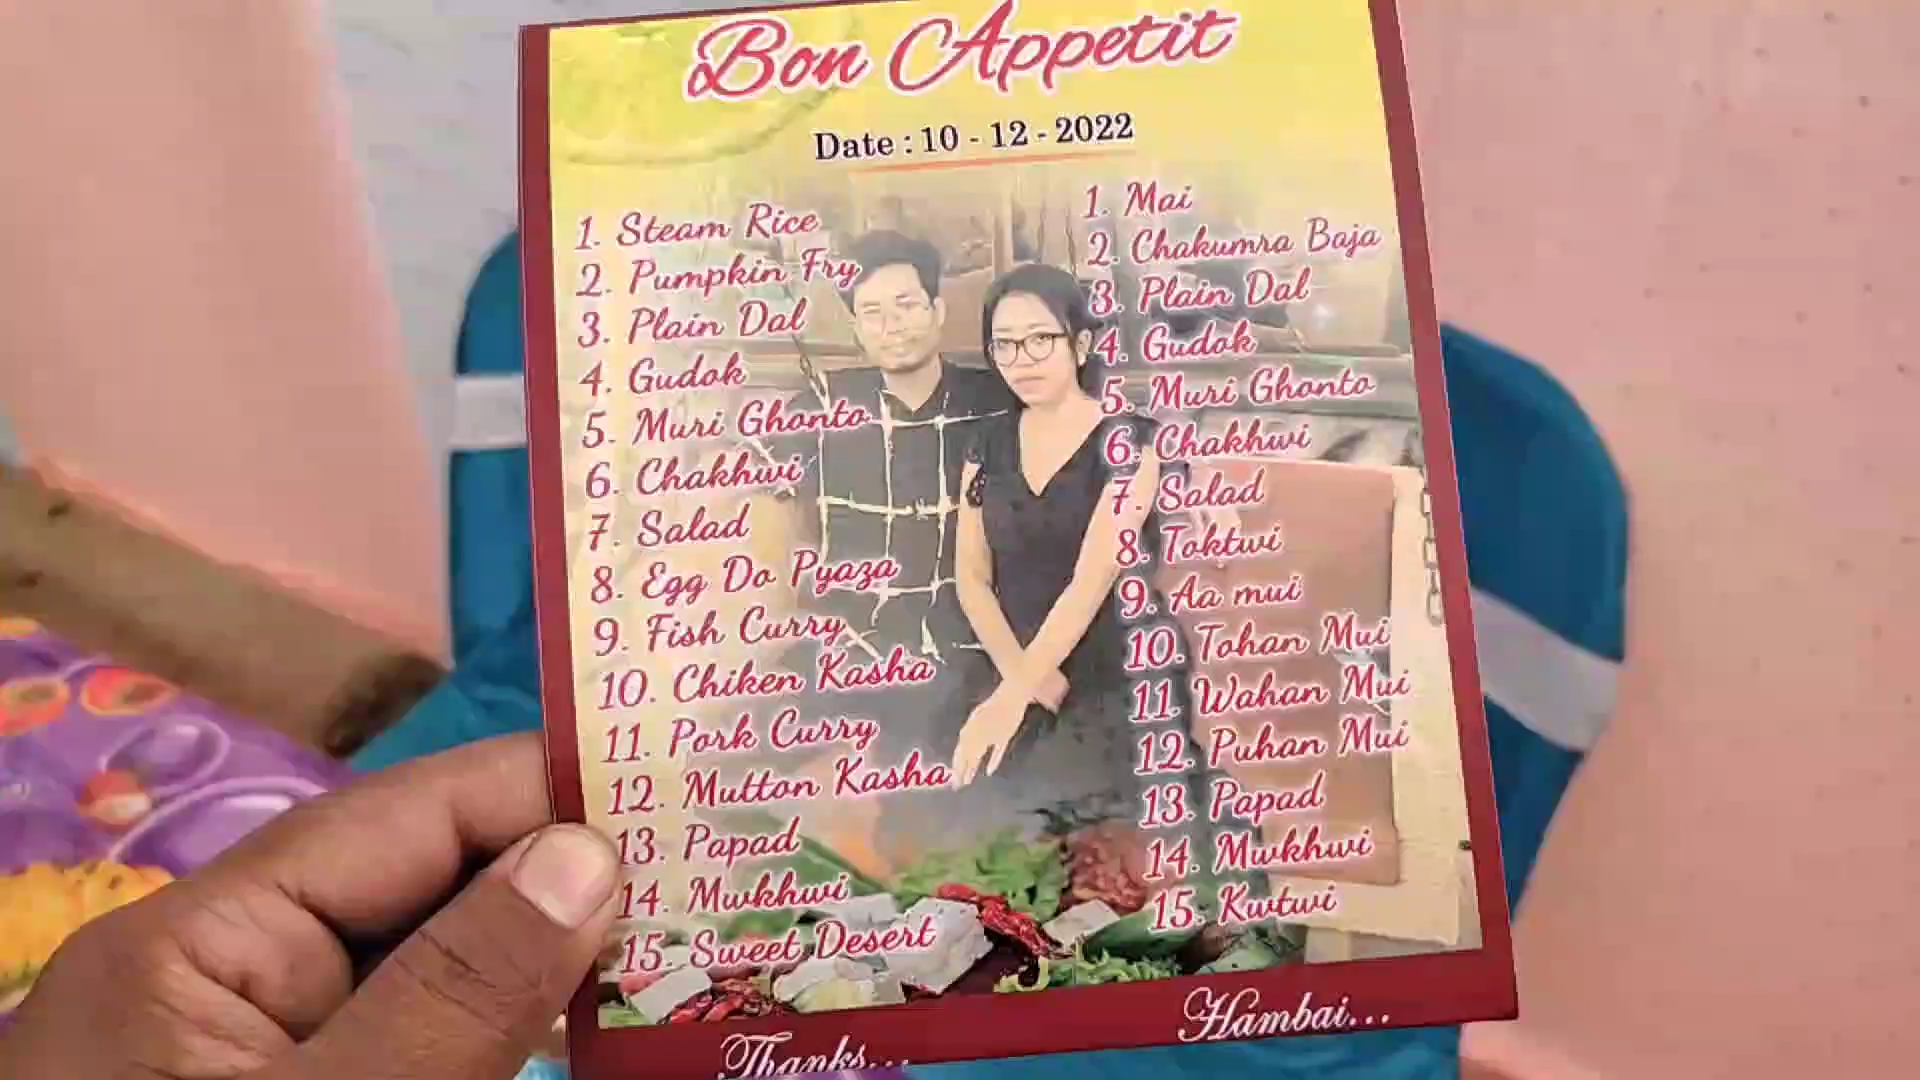 Bon Appetit
Date : 10 - 12 - 2022
1. Steam Rice
2. Pumpkin Fry
3. Plain Dal
4. Gudok
5. Muri Ghonto
6. Chakhwi
7. Salad
8. Egg Do Pyaza
9. Fish Curry
10. Chiken Kasha
11. Pork Curry
12. Mutton Kasha
13. Papad
14. Mwkhwi
15. Sweet Desert
1. Mai
2. Chakumra Baja
3. Plain Dal
4. Gudok
5. Muri Ghonto
6. Chakhwi
7. Salad
8. Toktwi
9. Aa mui
10. Tohan Mui
11. Wahan Mui
12. Puhan Mui
13. Papad
14. Mwkhwi
15. Kwtwi
Thanks...
Hambai...